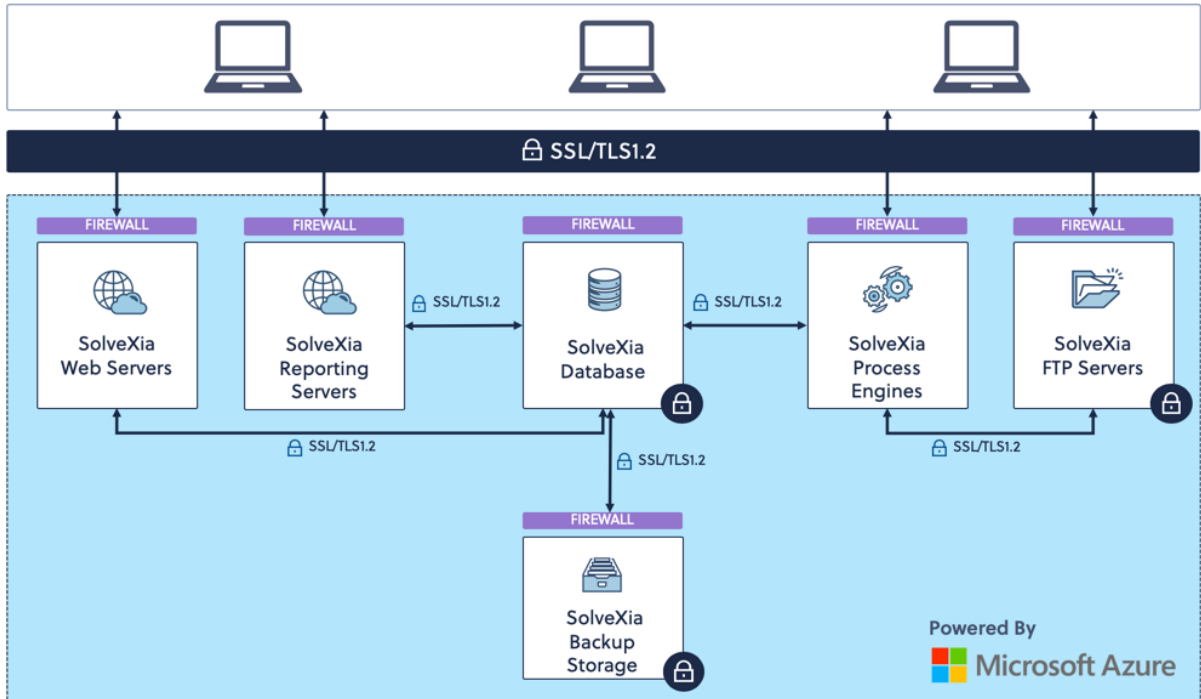 SSL/TLS1.2
FIREWALL
FIREWALL
FIREWALL
FIREWALL
FIREWALL
SolveXia
Web Servers
SolveXia
Reporting
Servers
SSL/TLS1.2
SolveXia
Database
SSL/TLS1.2
SolveXia
Process
Engines
SolveXia
FTP Servers
SSL/TLS1.2
SSL/TLS1.2
SSL/TLS1.2
FIREWALL
SolveXia
Backup
Storage
Powered By
Microsoft Azure